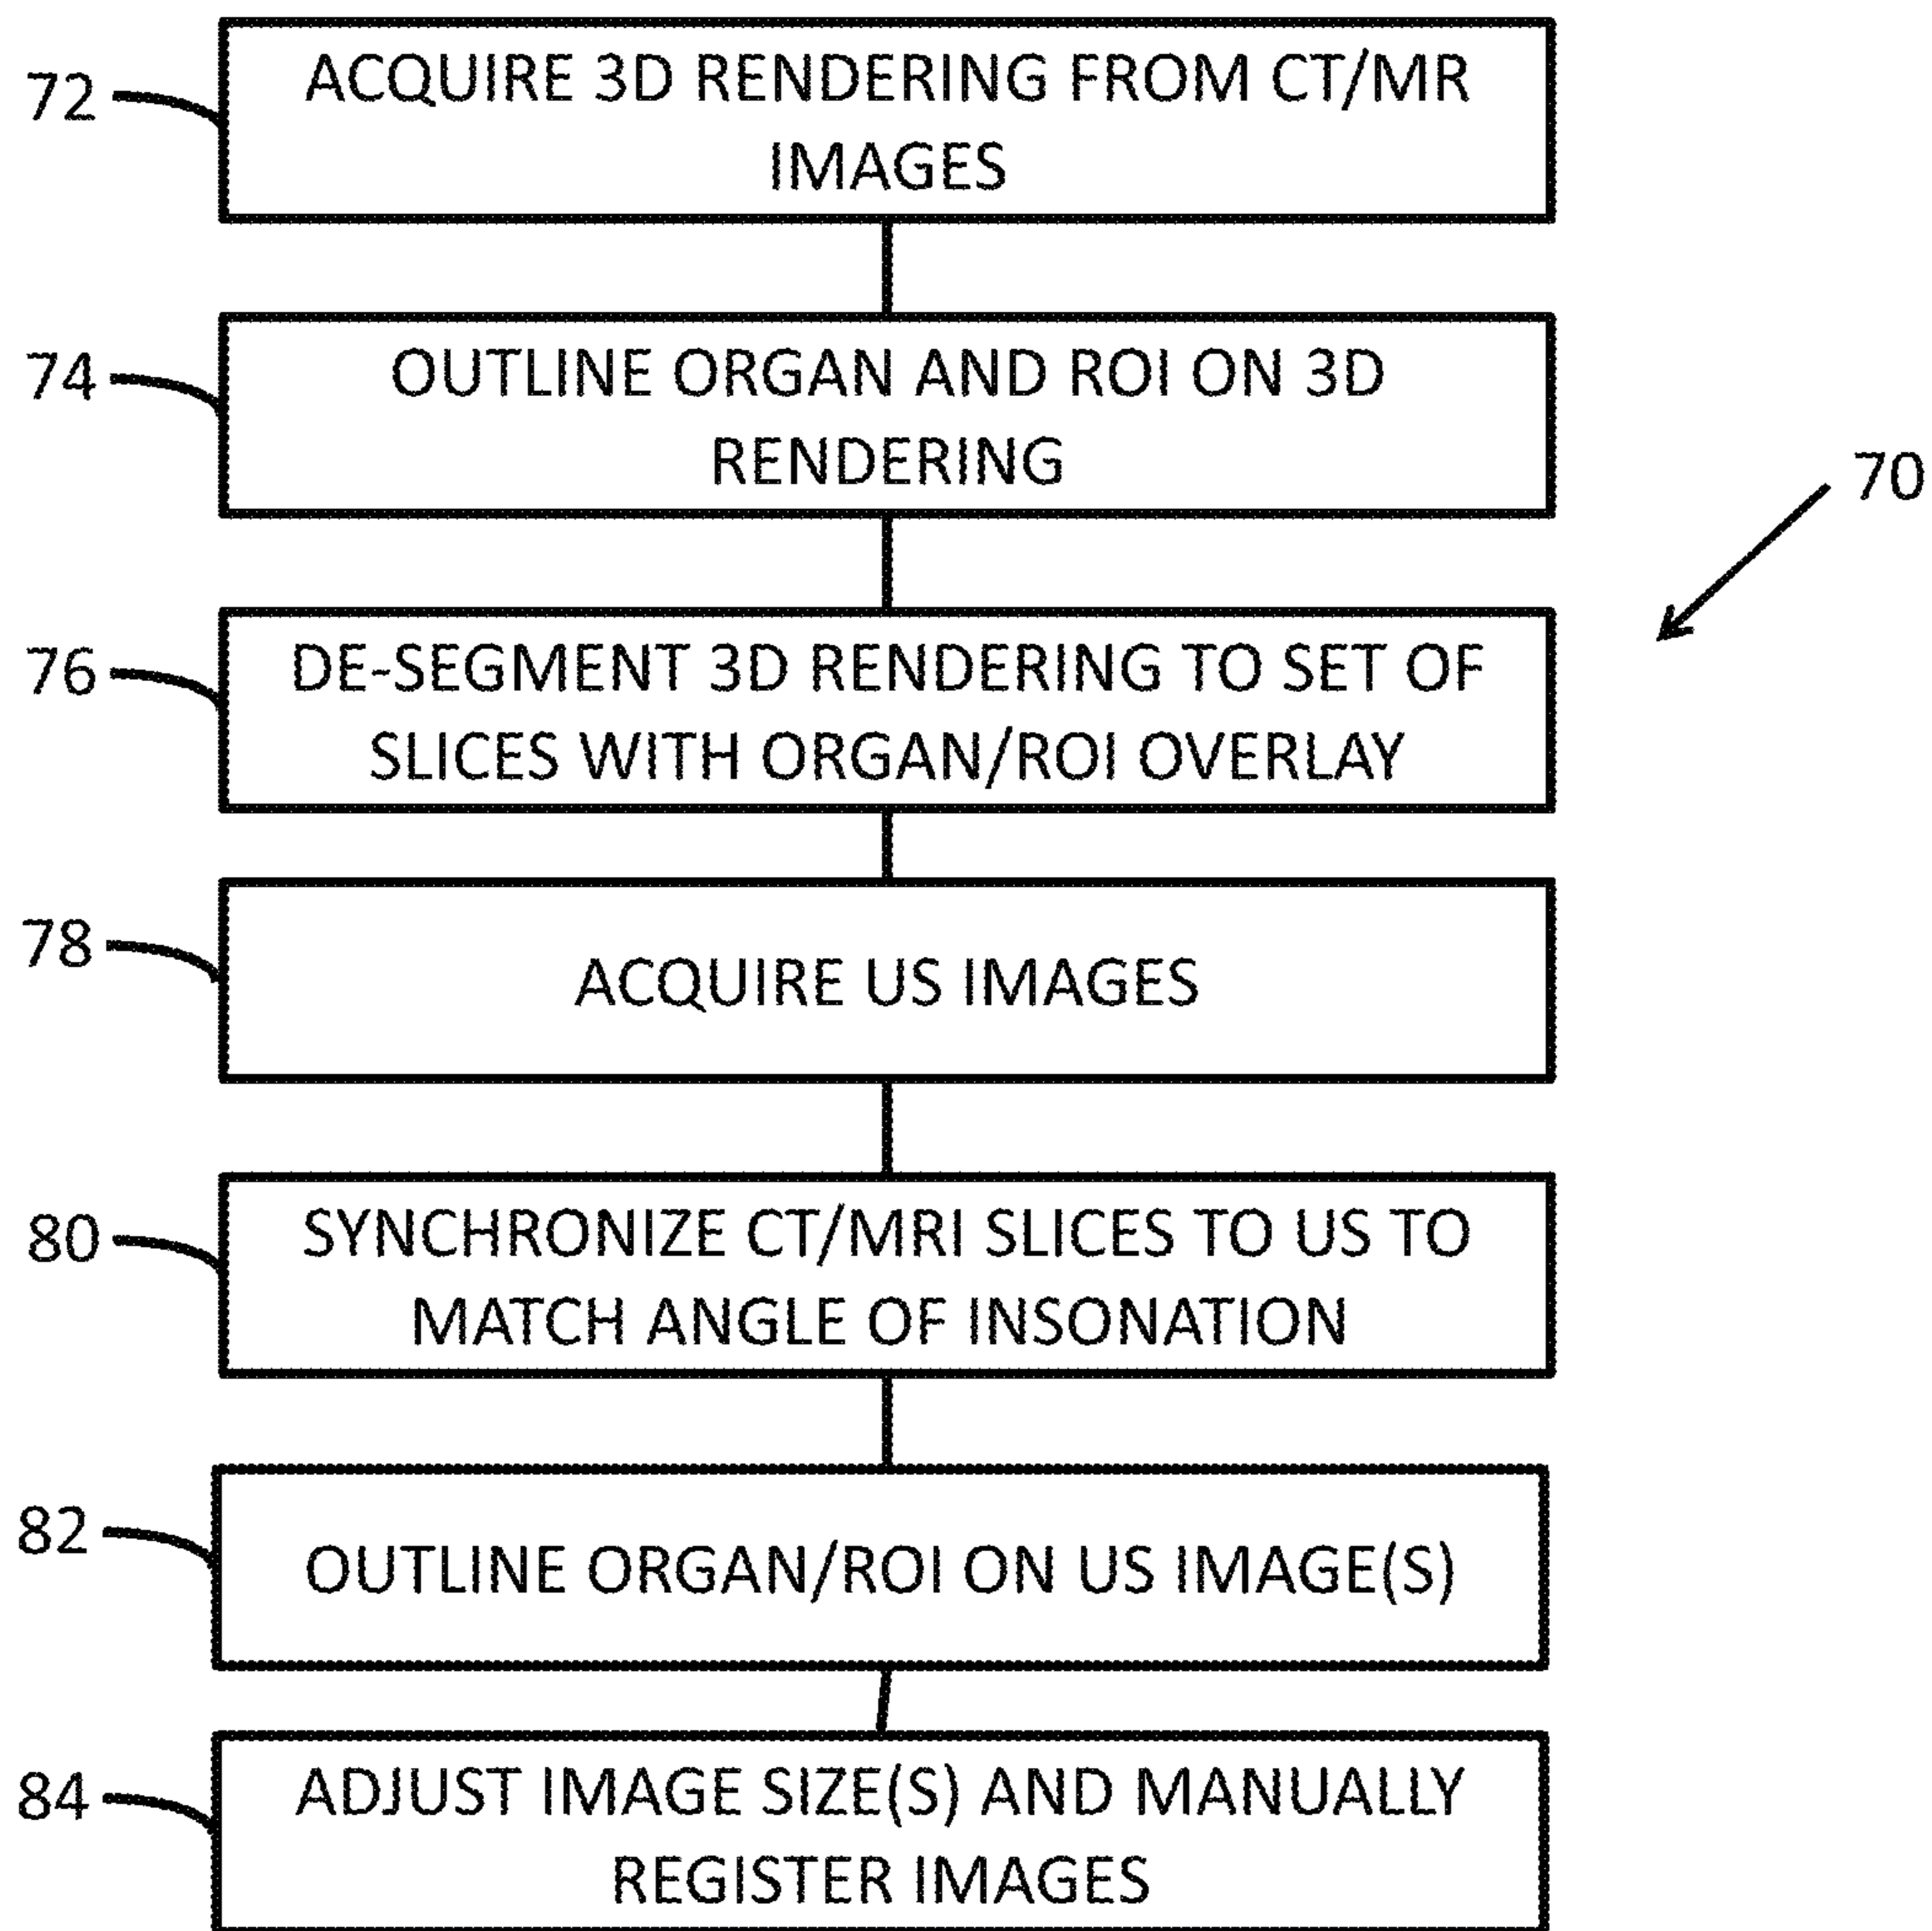 72
ACQUIRE 3D RENDERING FROM CT/MR
IMAGES
74
OUTLINE ORGAN AND ROI ON 3D
RENDERING
70
76
DE-SEGMENT 3D RENDERING TO SET OF
SLICES WITH ORGAN/ROI OVERLAY
78
ACQUIRE US IMAGES
80
SYNCHRONIZE CT/MRI SLICES TO US TO
MATCH ANGLE OF INSONATION
82
OUTLINE ORGAN/ROI ON US IMAGE(S)
84
ADJUST IMAGE SIZE(S) AND MANUALLY
REGISTER IMAGES